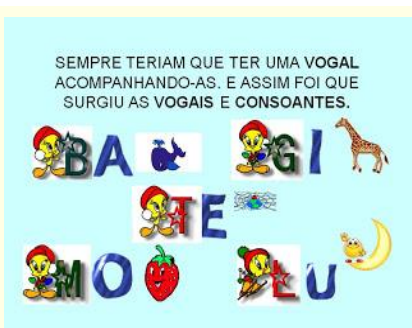 SEMPRE TERIAM QUE TER UMA VOGAL
ACOMPANHANDO-AS. E ASSIM FOI QUE
SURGIU AS VOGAIS E CONSOANTES.
BA GI
TE
MO LU